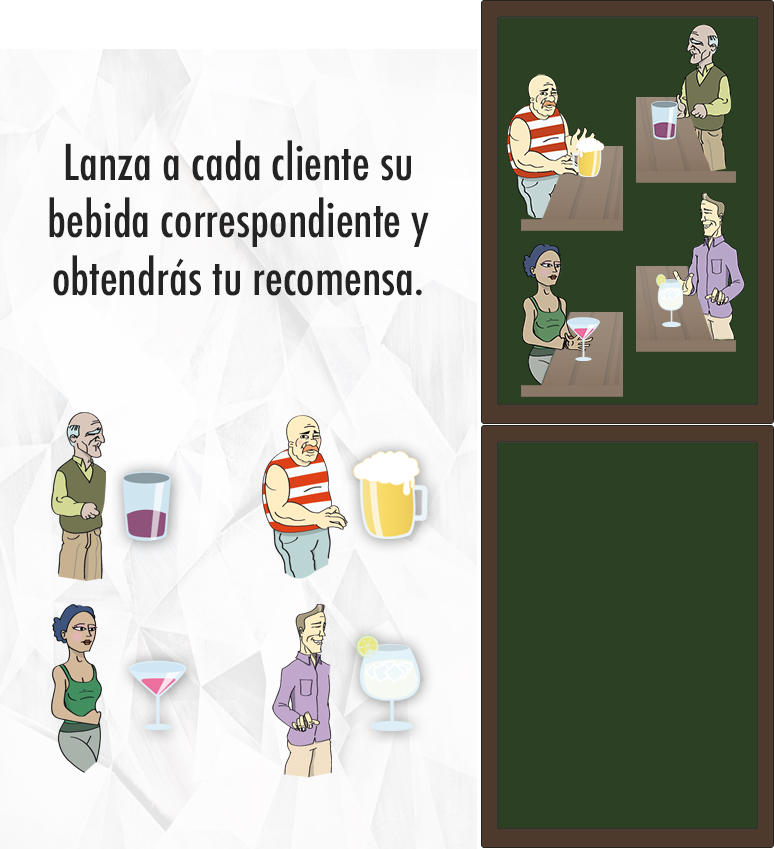 Lanza a cada cliente su
bebida correspondiente y
obtendrás tu recomensa.